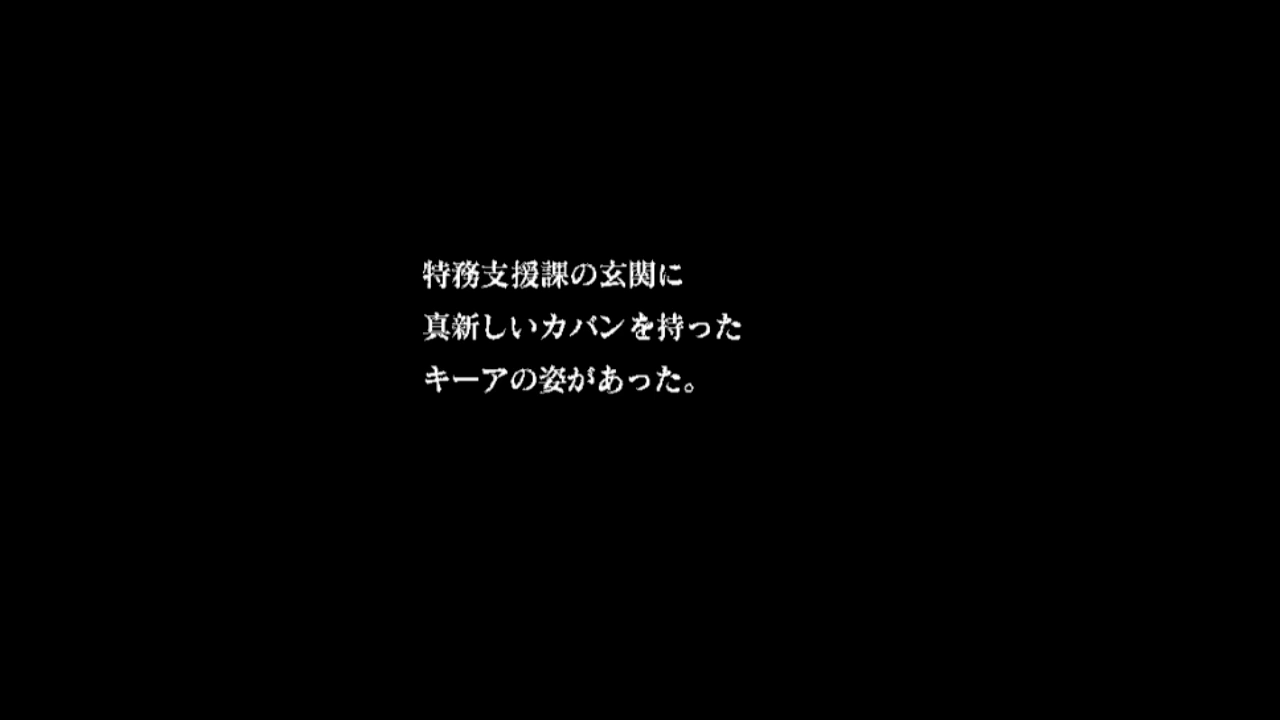 特務支援課の玄関に
真新しいカバンを持った
キーアの姿があった。